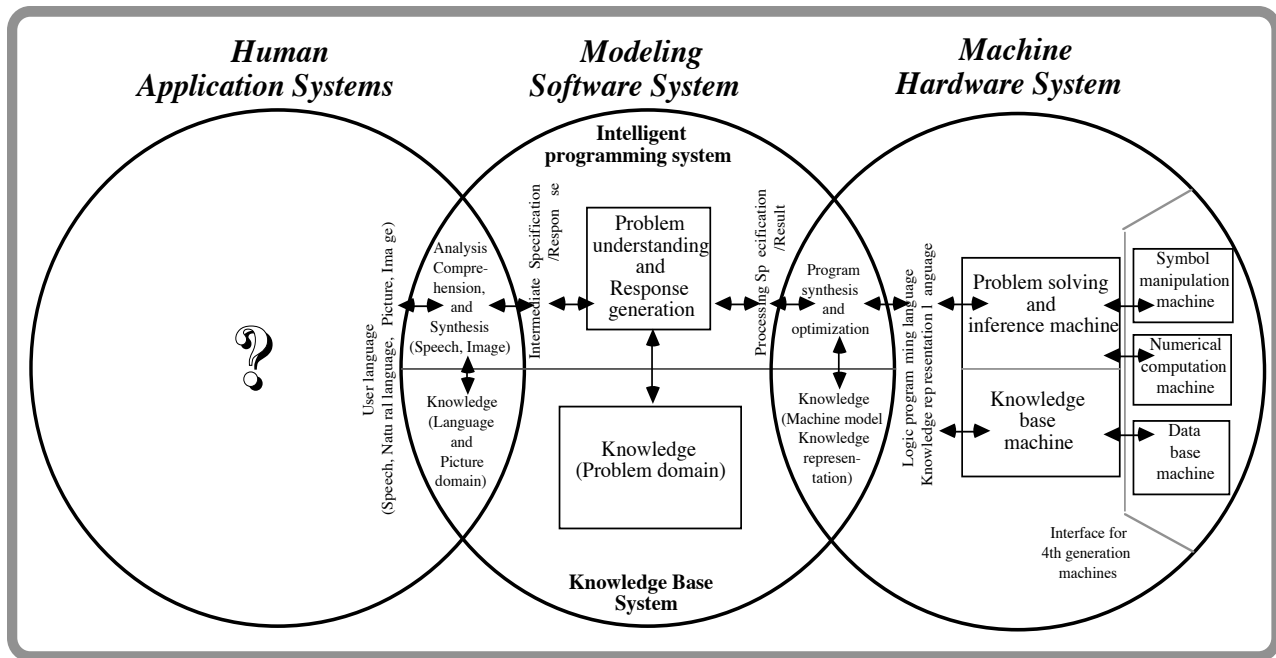 Human
Application Systems
Modeling
Software System
Machine
Hardware System
Intelligent
programming system
?
User language
(Speech, Natu ral language, Picture, Ima ge)
Analysis
Compre-
hension,
and
Synthesis
(Speech, Image)
Knowledge
(Language
and
Picture
domain)
Intermediate Specification
/Respon se
Problem
understanding
and
Response
generation
Knowledge
(Problem domain)
Processing Sp ecification
/Result
Program
synthesis
and
optimization
Knowledge
(Machine model
Knowledge
represen-
tation)
Logic program ming language
Knowledge rep resentation l anguage
Problem solving
and
inference machine
Knowledge
base
machine
Symbol
manipulation
machine
Numerical
computation
machine
Data
base
machine
Interface for
4th generation
machines
Knowledge Base
System